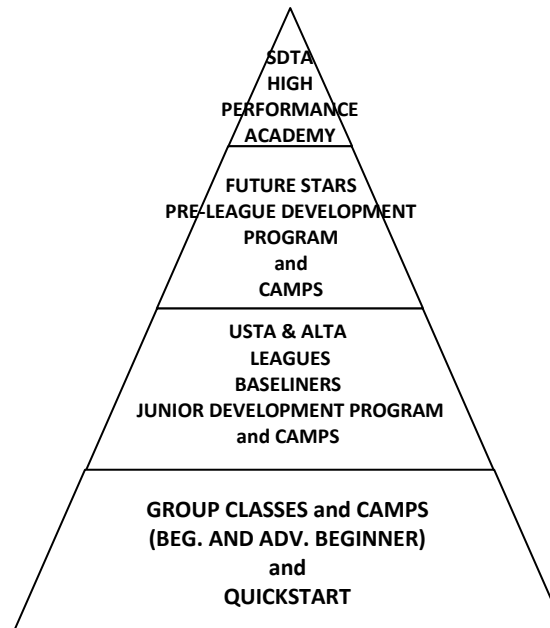 SDTA
HIGH
PERFORMANCE
ACADEMY
FUTURE STARS
PRE-LEAGUE DEVELOPMENT
PROGRAM
and
CAMPS
USTA & ALTA
LEAGUES
BASELINERS
JUNIOR DEVELOPMENT PROGRAM
and CAMPS
GROUP CLASSES and CAMPS
(BEG. AND ADV. BEGINNER)
and
QUICKSTART